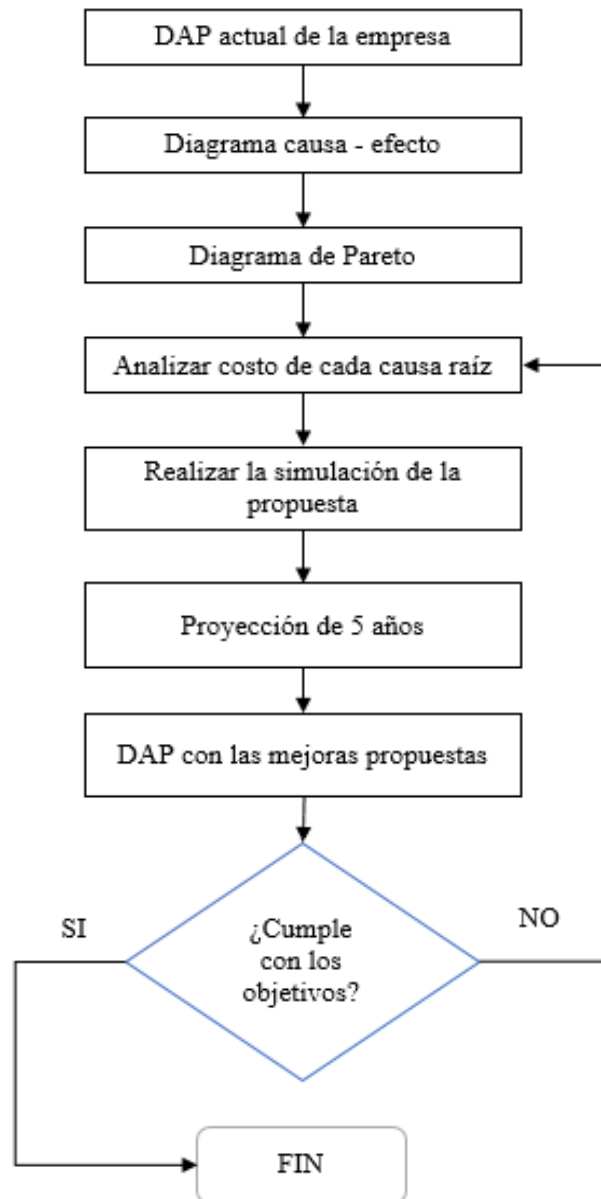 DAP actual de la empresa
Diagrama causa - efecto
Diagrama de Pareto
Analizar costo de cada causa raíz
Realizar la simulación de la
propuesta
Proyección de 5 años
DAP con las mejoras propuestas
SI
NO
¿Cumple
con los
objetivos?
FIN